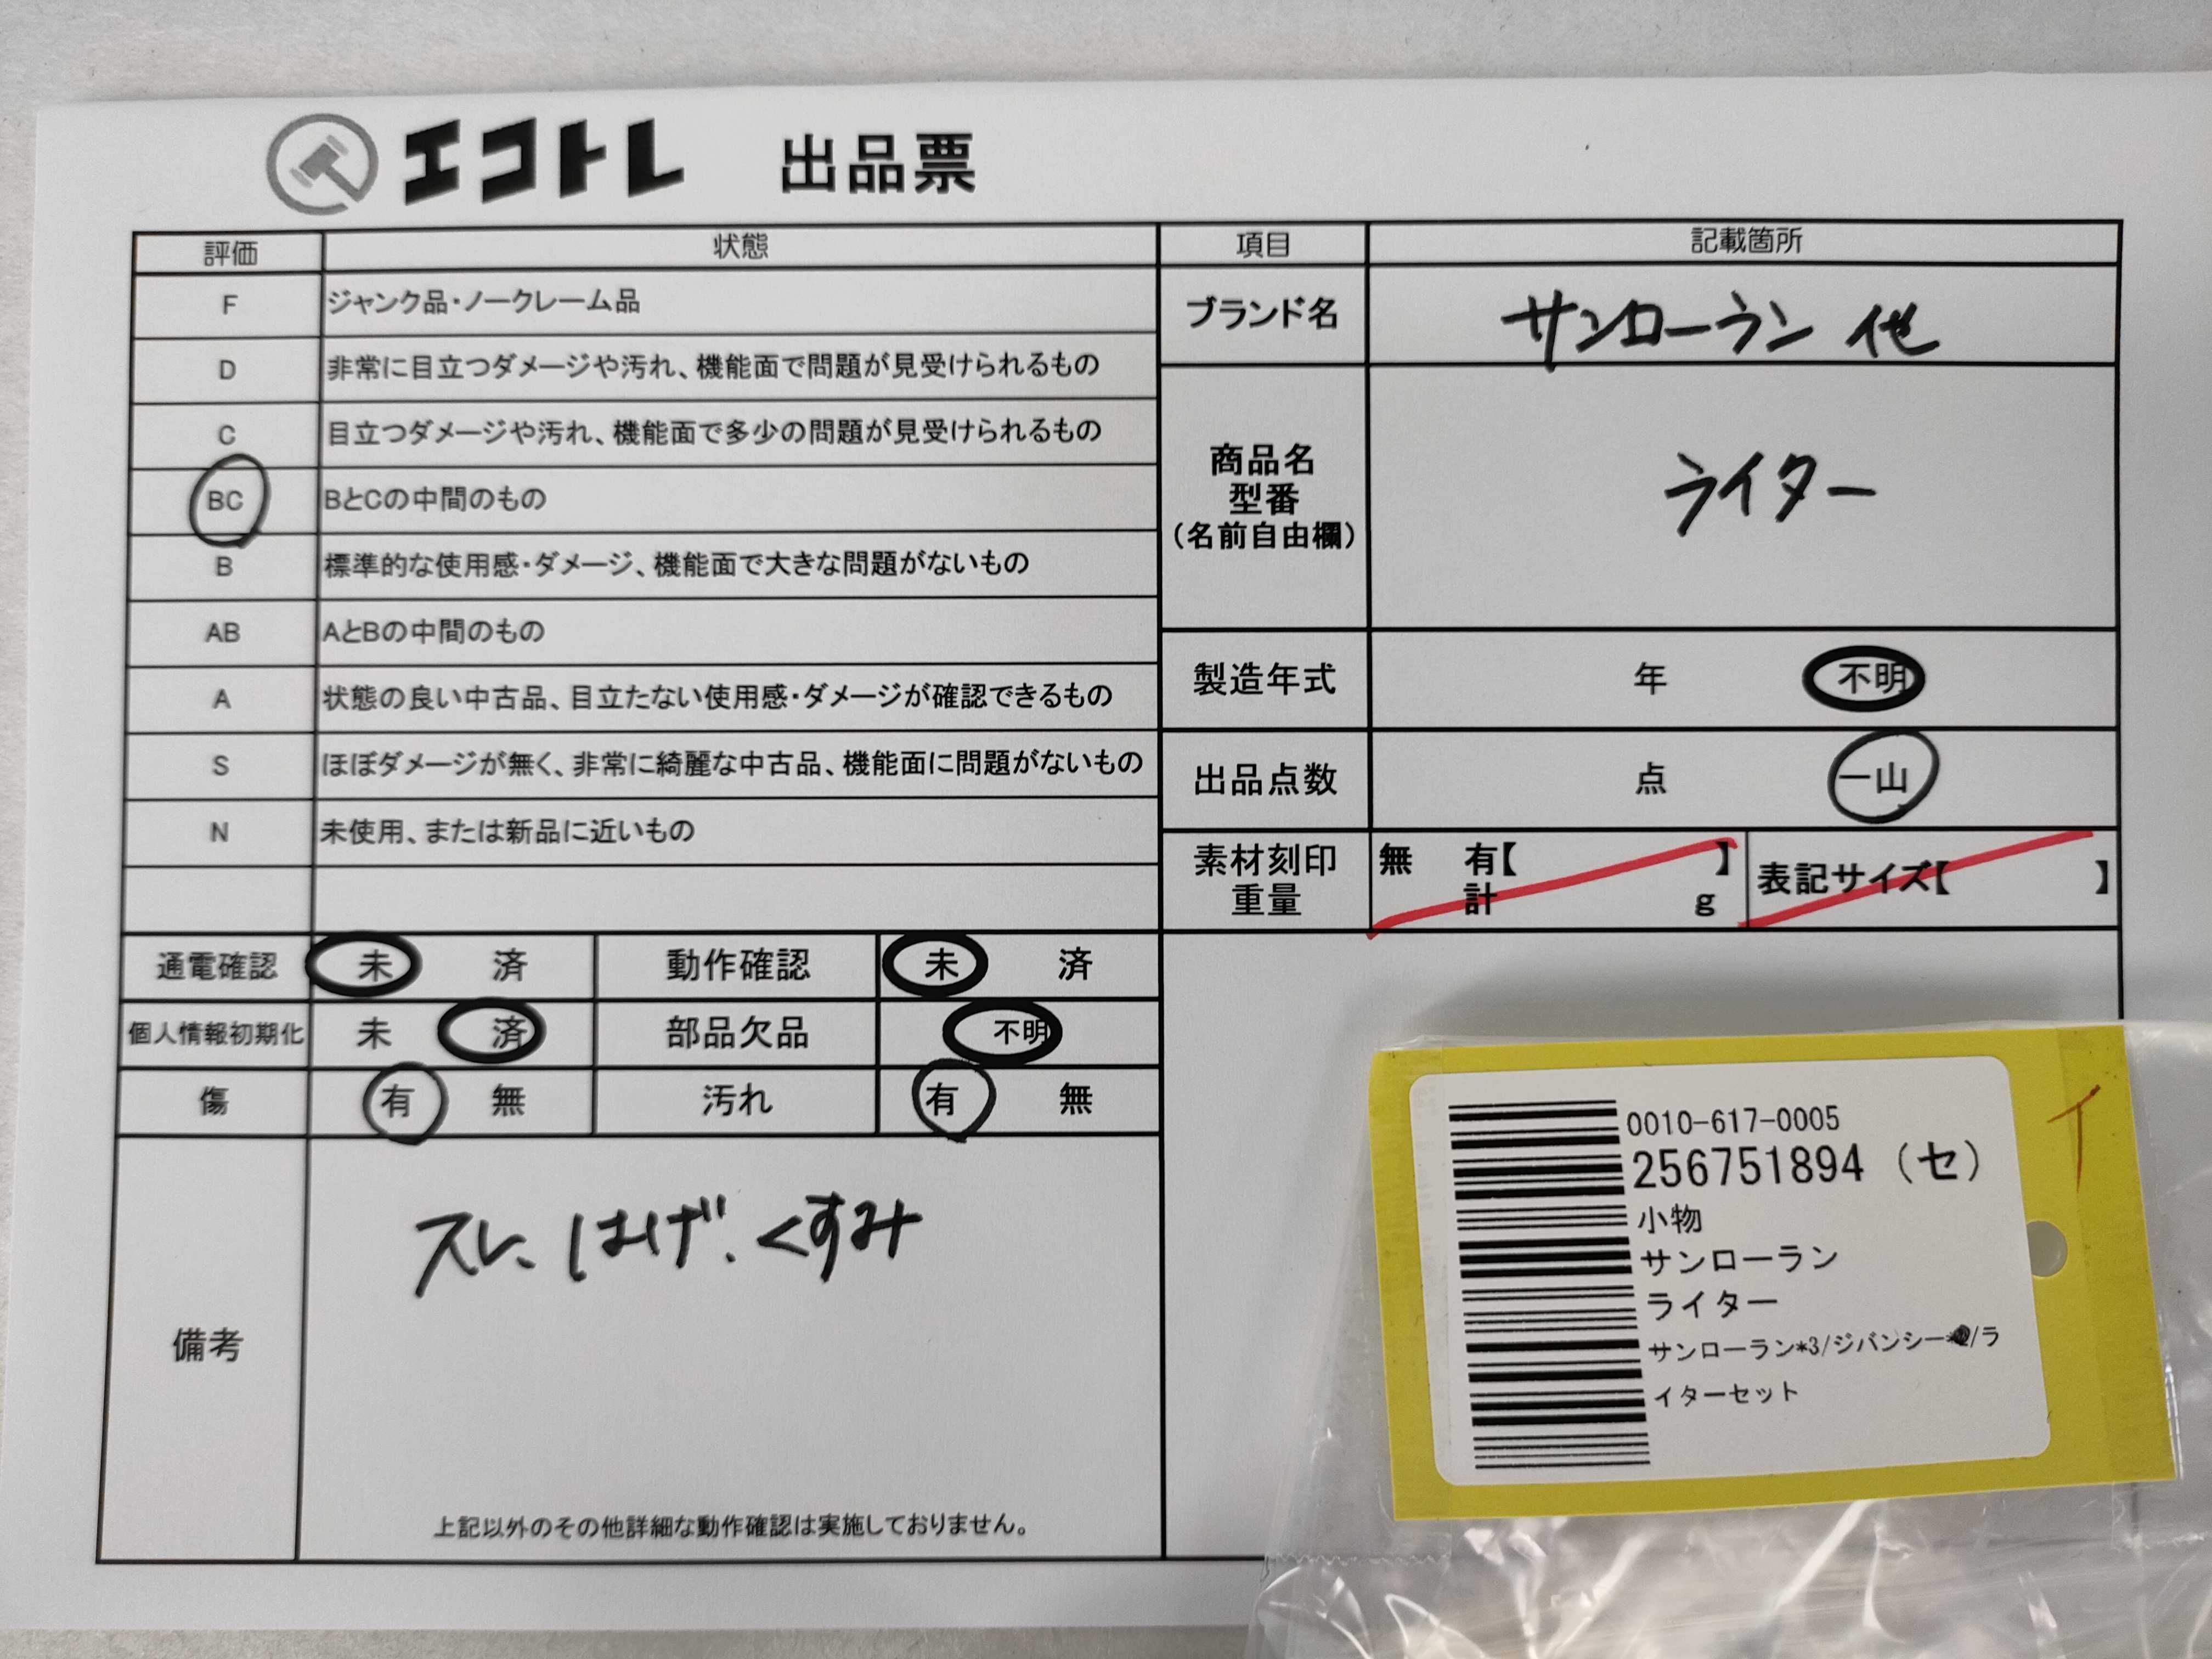 エコトレ 出品票
評価 状態 項目 記載箇所
F ジャンク品・ノークレーム品
D 非常に目立つダメージや汚れ、機能面で問題が見受けられるもの
C 目立つダメージや汚れ、機能面で多少の問題が見受けられるもの
BC BとCの中間のもの
B 標準的な使用感・ダメージ、機能面で大きな問題がないもの
AB AとBの中間のもの
A 状態の良い中古品、目立たない使用感・ダメージが確認できるもの
S ほぼダメージが無く、非常に綺麗な中古品、機能面に問題がないもの
N 未使用、または新品に近いもの
ブランド名 サンローラン 他
商品名
型番
(名前自由欄)
ライター
製造年式 年 不明
出品点数 点 一山
素材刻印 無 有【 】 表記サイズ【 】
重量 計 g
通電確認 未 済 動作確認 未 済
個人情報初期化 未 済 部品欠品 不明
傷 有 無 汚れ 有 無
備考
スレ、はげ、くすみ
上記以外のその他詳細な動作確認は実施しておりません。
イ
0010-617-0005
256751894 (セ)
小物
サンローラン
ライター
サンローラン*3/ジバンシー /ラ
イターセット